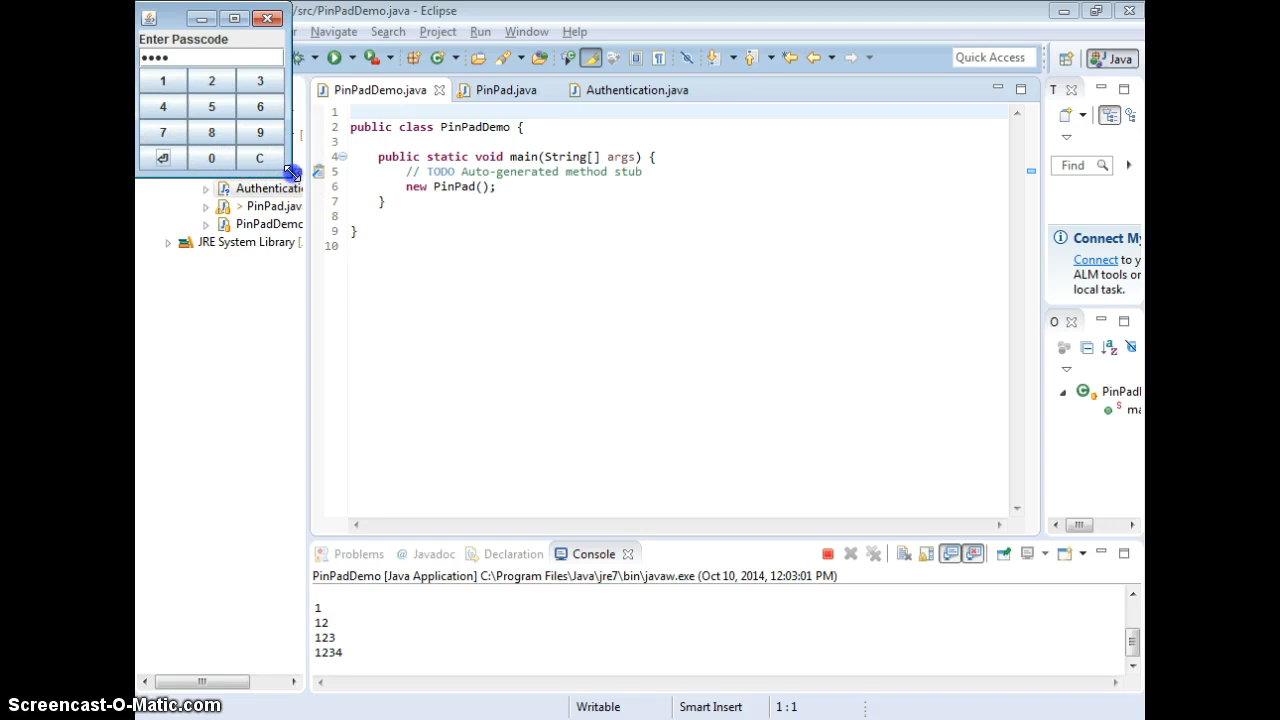 /src/PinPadDemo.java - Eclipse
Enter Passcode
••••
1 2 3
4 5 6
7 8 9
0 C
Navigate Search Project Run Window Help
Quick Access
Java
PinPadDemo.java
PinPad.java
Authentication.java
1
2 public class PinPadDemo {
3
4 public static void main(String[] args) {
5 // TODO Auto-generated method stub
6 new PinPad();
7 }
8
9 }
10
Authenticati
> PinPad.jav
PinPadDemo
JRE System Library [
T
Find
Connect My
Connect to y
ALM tools or
local task.
O
PinPadI
S ma
Problems @ Javadoc Declaration Console
PinPadDemo [Java Application] C:\Program Files\Java\jre7\bin\javaw.exe (Oct 10, 2014, 12:03:01 PM)
1
12
123
1234
Writable Smart Insert 1 : 1
Screencast-O-Matic.com